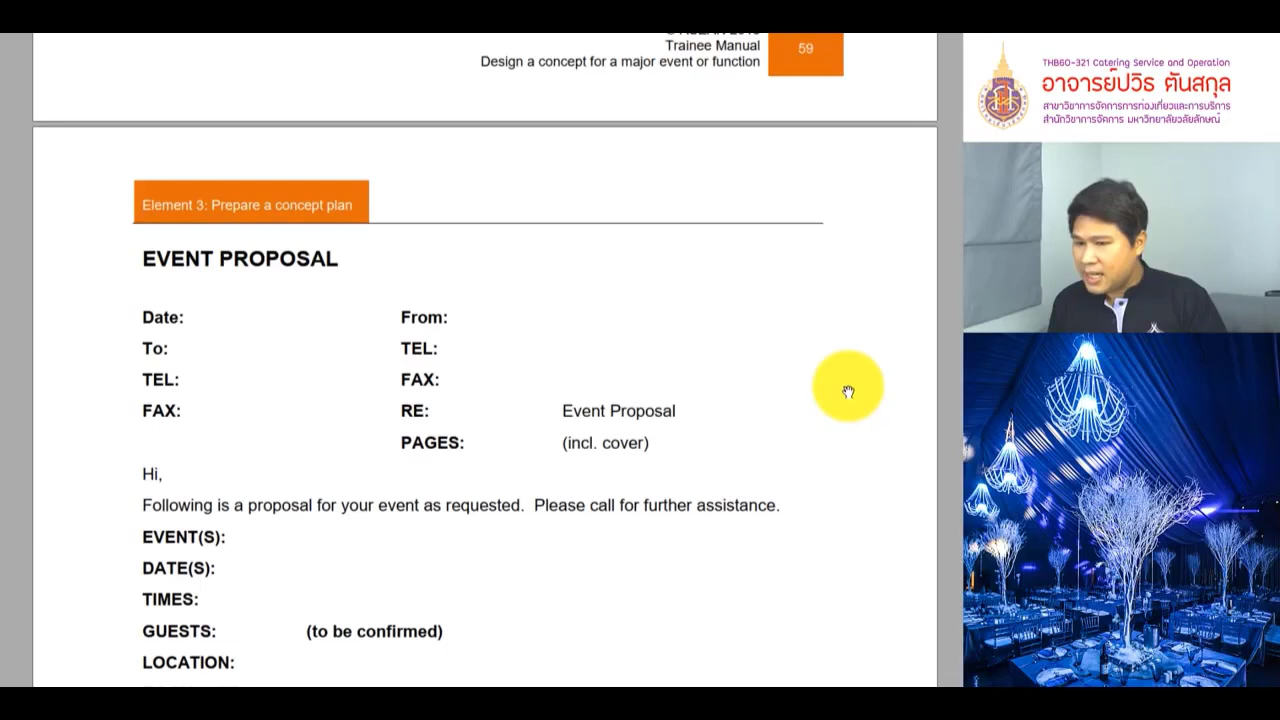 Trainee Manual
Design a concept for a major event or function
59
Element 3: Prepare a concept plan
EVENT PROPOSAL
Date: From:
To: TEL:
TEL: FAX:
FAX: RE: Event Proposal
PAGES: (incl. cover)
Hi,
Following is a proposal for your event as requested. Please call for further assistance.
EVENT(S):
DATE(S):
TIMES:
GUESTS: (to be confirmed)
LOCATION:
THB60-321 Catering Service and Operation
อาจารย์ปวิธ ตันสกุล
สาขาวิชาการจัดการการท่องเที่ยวและการบริการ
สำนักวิชาการจัดการ มหาวิทยาลัยวลัยลักษณ์